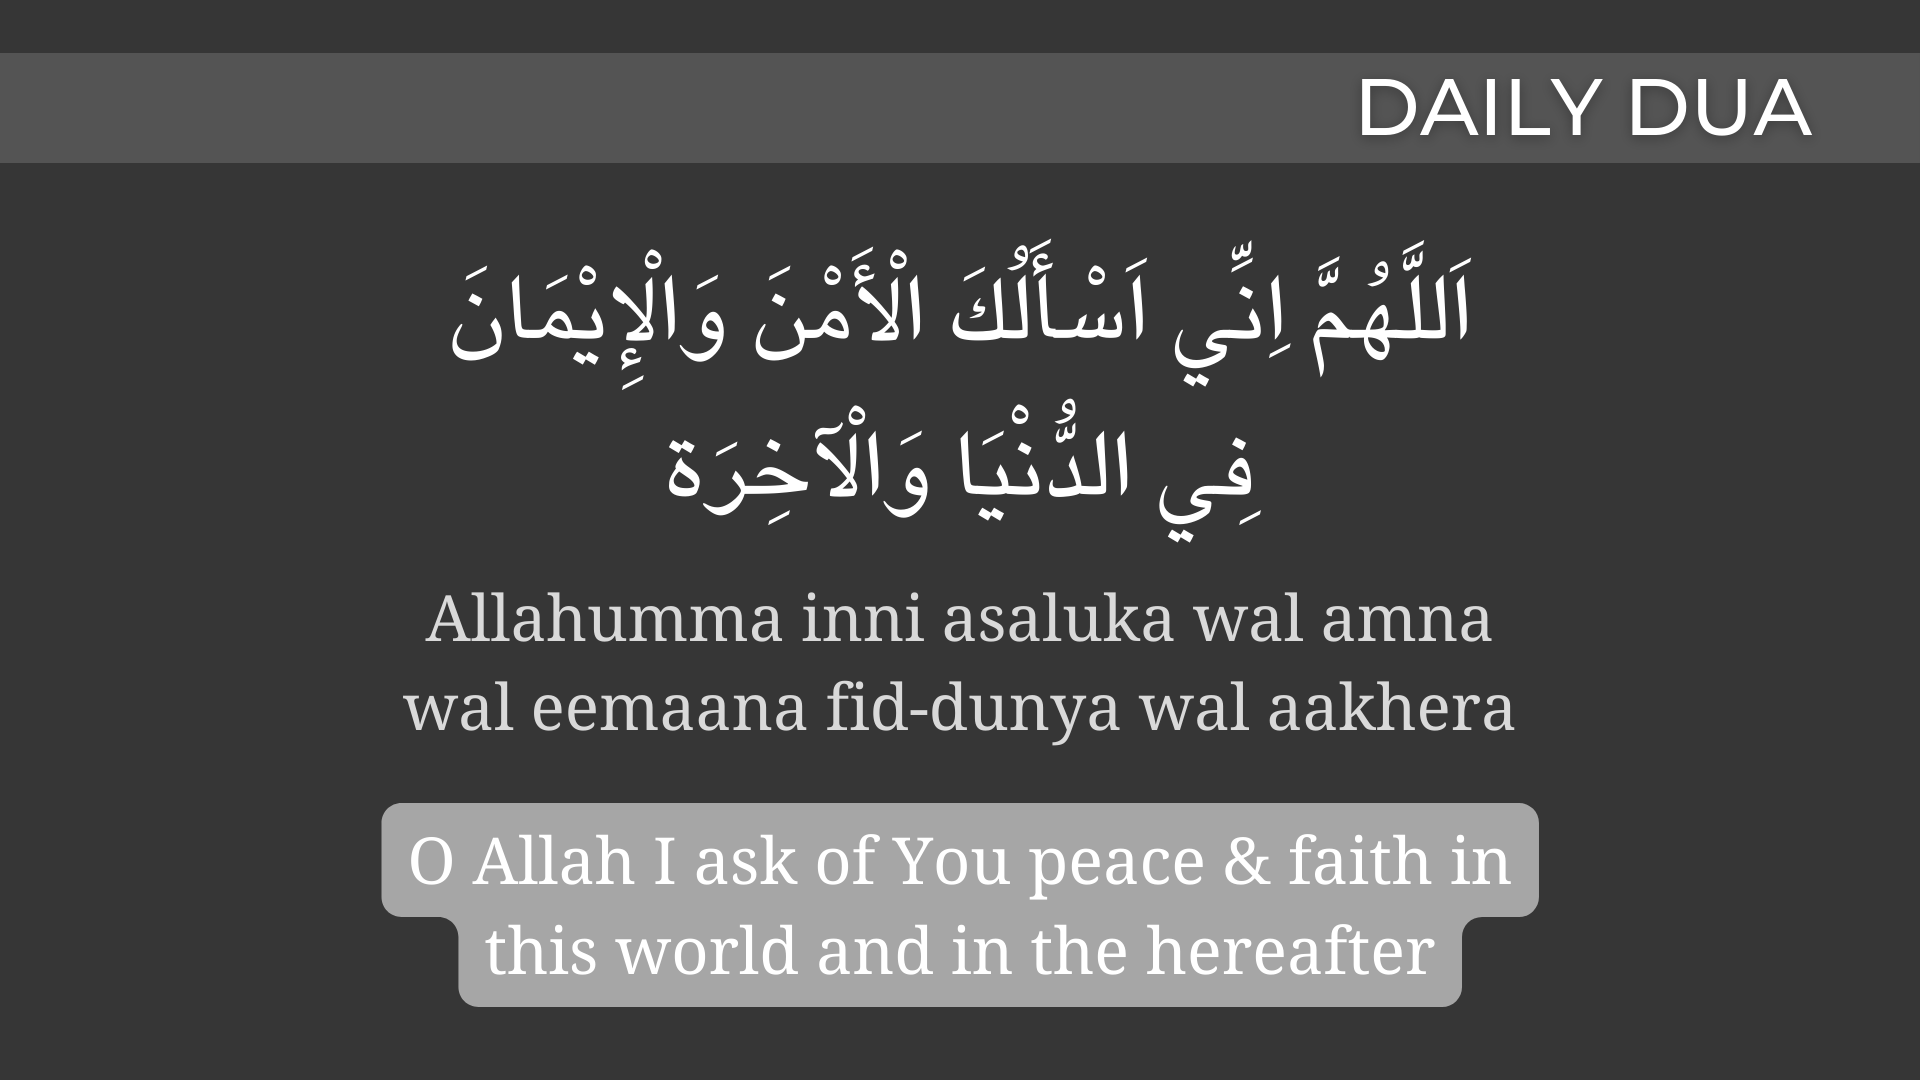 DAILY DUA
اَللَّهُمَّ اِنِّي اَسْأَلُكَ الْأَمْنَ وَالْإِيْمَانَ
فِي الدُّنْيَا وَالْآخِرَة
Allahumma inni asaluka wal amna
wal eemaana fid-dunya wal aakhera
O Allah I ask of You peace & faith in
this world and in the hereafter